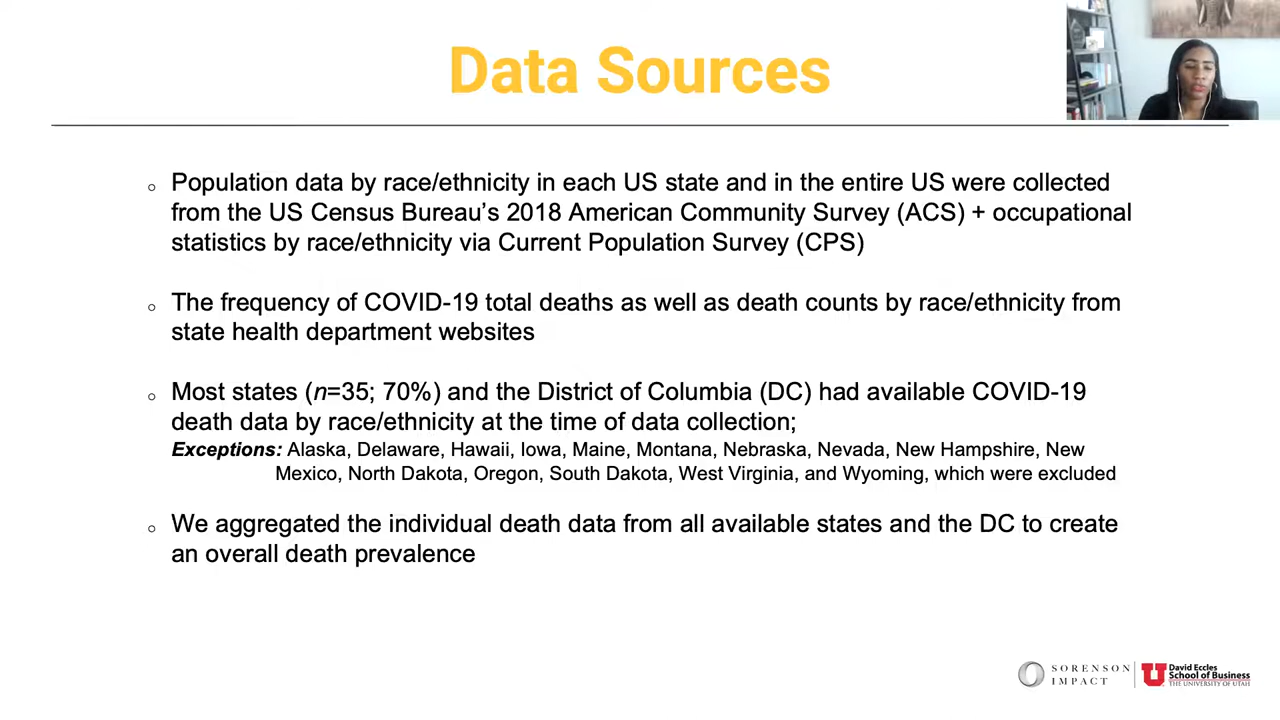 Data Sources
Population data by race/ethnicity in each US state and in the entire US were collected
from the US Census Bureau’s 2018 American Community Survey (ACS) + occupational
statistics by race/ethnicity via Current Population Survey (CPS)
The frequency of COVID-19 total deaths as well as death counts by race/ethnicity from
state health department websites
Most states (n=35; 70%) and the District of Columbia (DC) had available COVID-19
death data by race/ethnicity at the time of data collection;
Exceptions: Alaska, Delaware, Hawaii, Iowa, Maine, Montana, Nebraska, Nevada, New Hampshire, New
Mexico, North Dakota, Oregon, South Dakota, West Virginia, and Wyoming, which were excluded
We aggregated the individual death data from all available states and the DC to create
an overall death prevalence
SORENSON
IMPACT
U
David Eccles
School of Business
THE UNIVERSITY OF UTAH